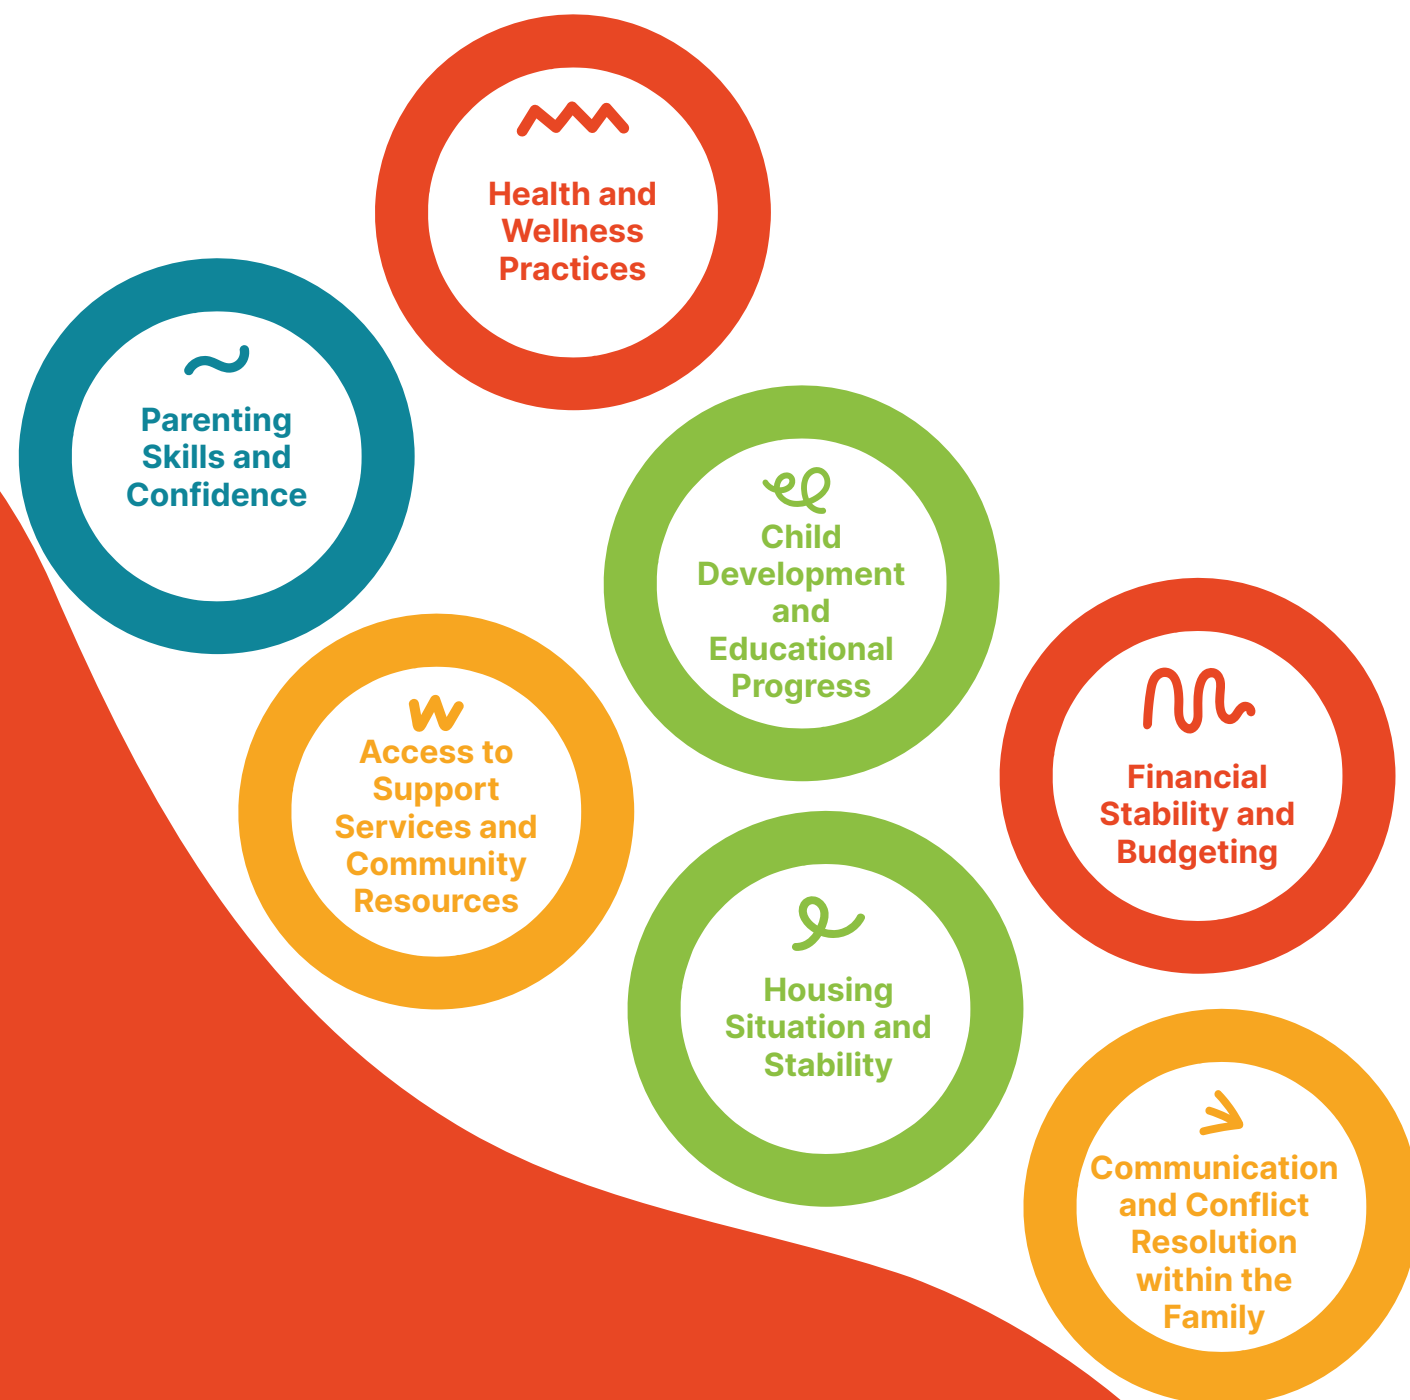 Health and
Wellness
Practices
Parenting
Skills and
Confidence
Child
Development
and
Educational
Progress
Access to
Support
Services and
Community
Resources
Financial
Stability and
Budgeting
Housing
Situation and
Stability
Communication
and Conflict
Resolution
within the
Family